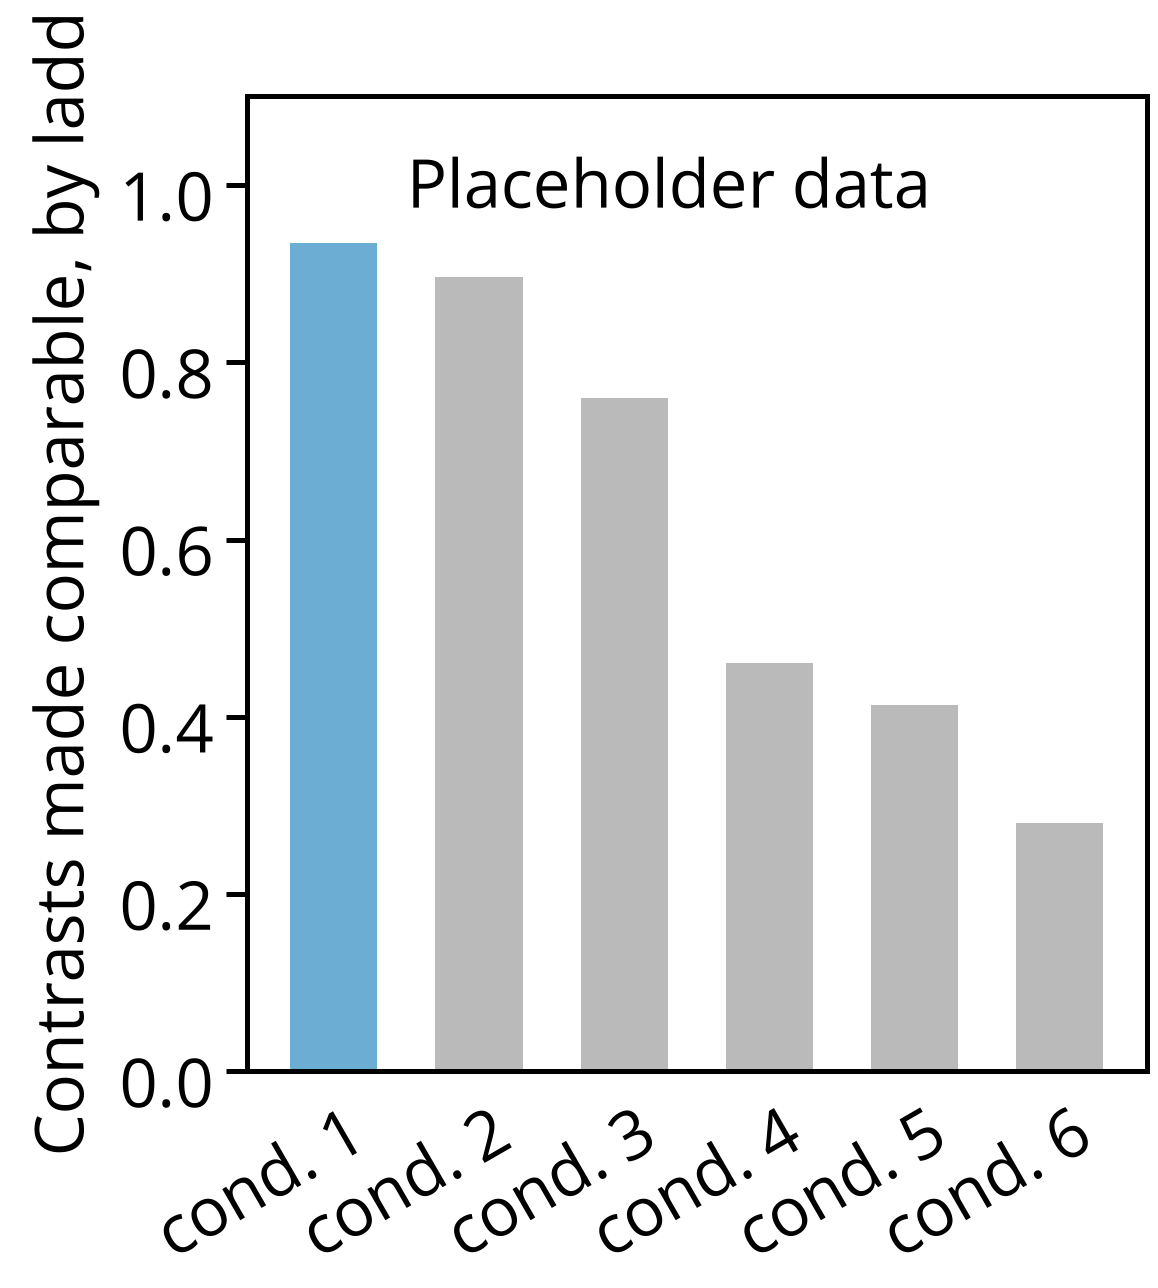 Contrasts made comparable, by ladd
Placeholder data
1.0
0.8
0.6
0.4
0.2
0.0
cond. 1
cond. 2
cond. 3
cond. 4
cond. 5
cond. 6